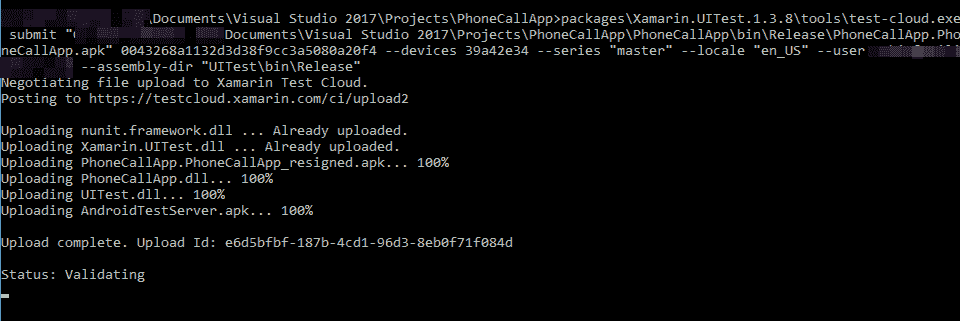 \Documents\Visual Studio 2017\Projects\PhoneCallApp>packages\Xamarin.UITest.1.3.8\tools\test-cloud.exe
submit " Documents\Visual Studio 2017\Projects\PhoneCallApp\PhoneCallApp\bin\Release\PhoneCallApp.Pho
neCallApp.apk" 0043268a1132d3d38f9cc3a5080a20f4 --devices 39a42e34 --series "master" --locale "en_US" --user
--assembly-dir "UITest\bin\Release"
Negotiating file upload to Xamarin Test Cloud.
Posting to https://testcloud.xamarin.com/ci/upload2
Uploading nunit.framework.dll ... Already uploaded.
Uploading Xamarin.UITest.dll ... Already uploaded.
Uploading PhoneCallApp.PhoneCallApp_resigned.apk... 100%
Uploading PhoneCallApp.dll... 100%
Uploading UITest.dll... 100%
Uploading AndroidTestServer.apk... 100%
Upload complete. Upload Id: e6d5bfbf-187b-4cd1-96d3-8eb0f71f084d
Status: Validating